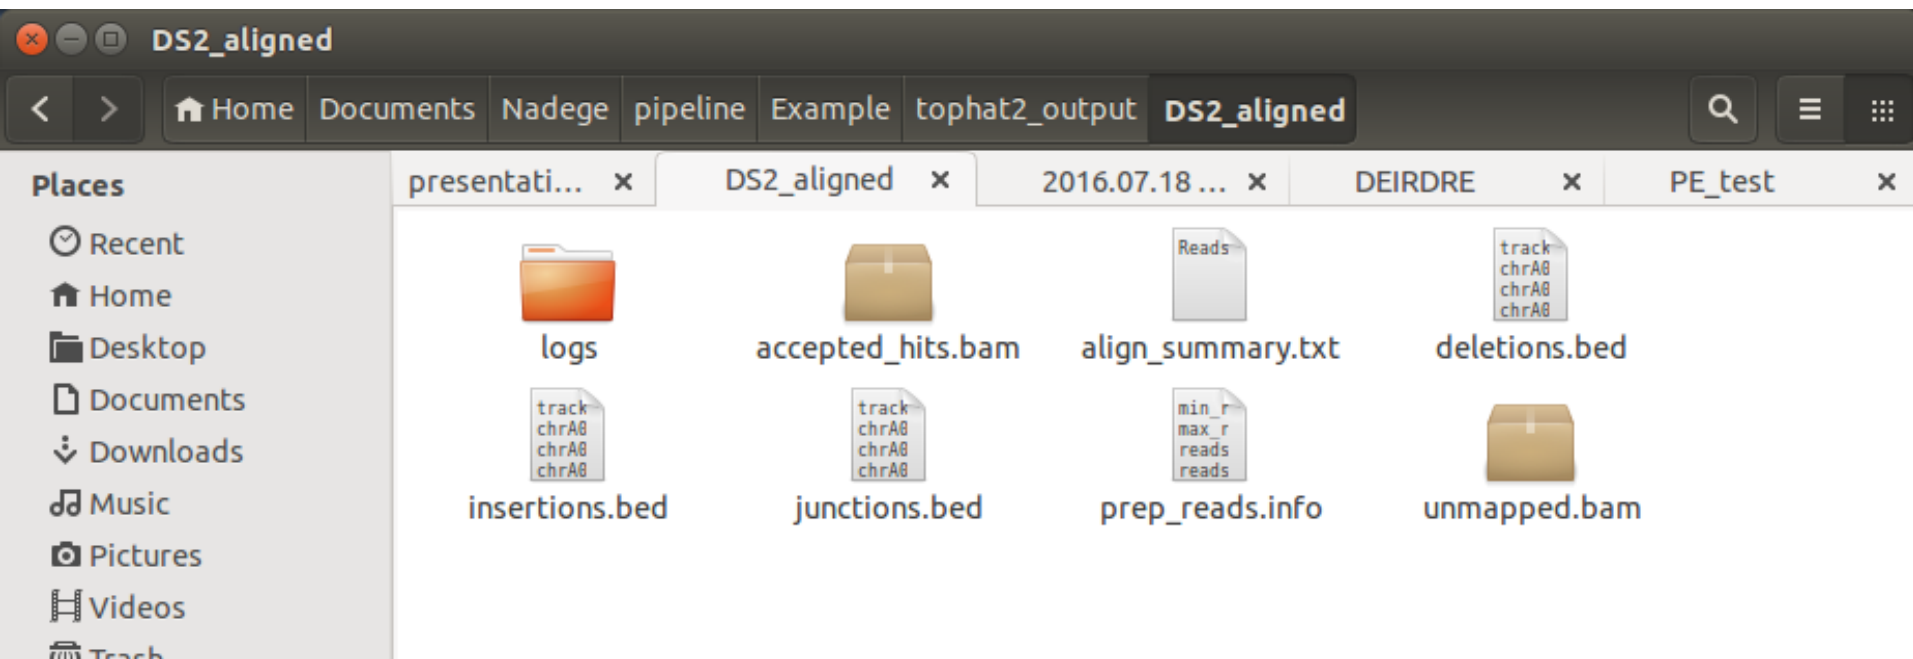 DS2_aligned
Home Documents Nadege pipeline Example tophat2_output DS2_aligned
Places
Recent
Home
Desktop
Documents
Downloads
Music
Pictures
Videos
Trash
presentati... DS2_aligned 2016.07.18 ... DEIRDRE PE_test
Reads
track
chrA0
chrA0
chrA0
logs accepted_hits.bam align_summary.txt deletions.bed
track
chrA0
chrA0
chrA0
track
chrA0
chrA0
chrA0
min_r
max_r
reads
reads
insertions.bed junctions.bed prep_reads.info unmapped.bam